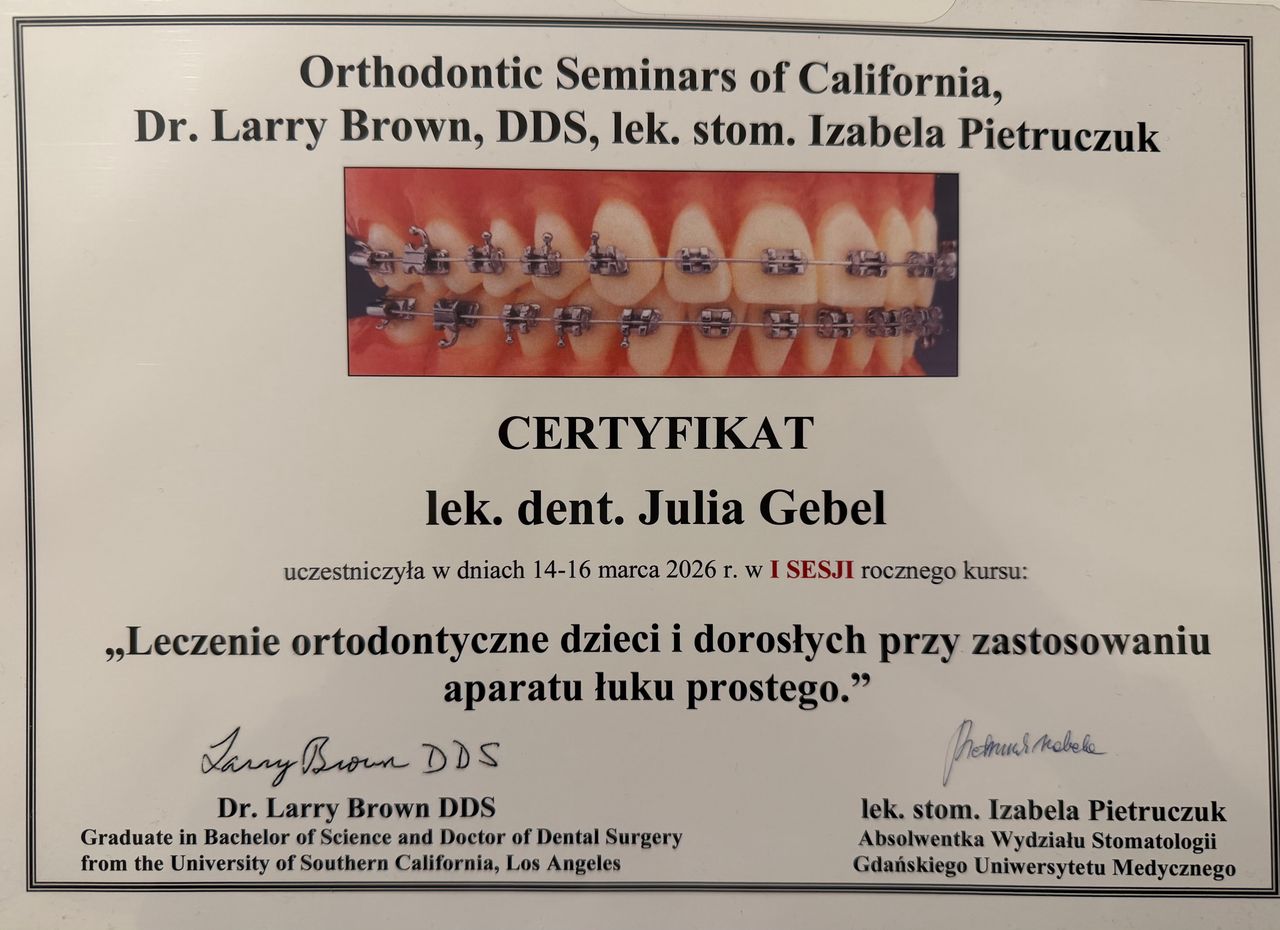 Orthodontic Seminars of California,
Dr. Larry Brown, DDS, lek. stom. Izabela Pietruczuk
CERTYFIKAT
lek. dent. Julia Gebel
uczestniczyła w dniach 14-16 marca 2026 r. w I SESJI rocznego kursu:
„Leczenie ortodontyczne dzieci i dorosłych przy zastosowaniu
aparatu łuku prostego.”
Larry Brown DDS
Dr. Larry Brown DDS
Graduate in Bachelor of Science and Doctor of Dental Surgery
from the University of Southern California, Los Angeles
lek. stom. Izabela Pietruczuk
Absolwentka Wydziału Stomatologii
Gdańskiego Uniwersytetu Medycznego